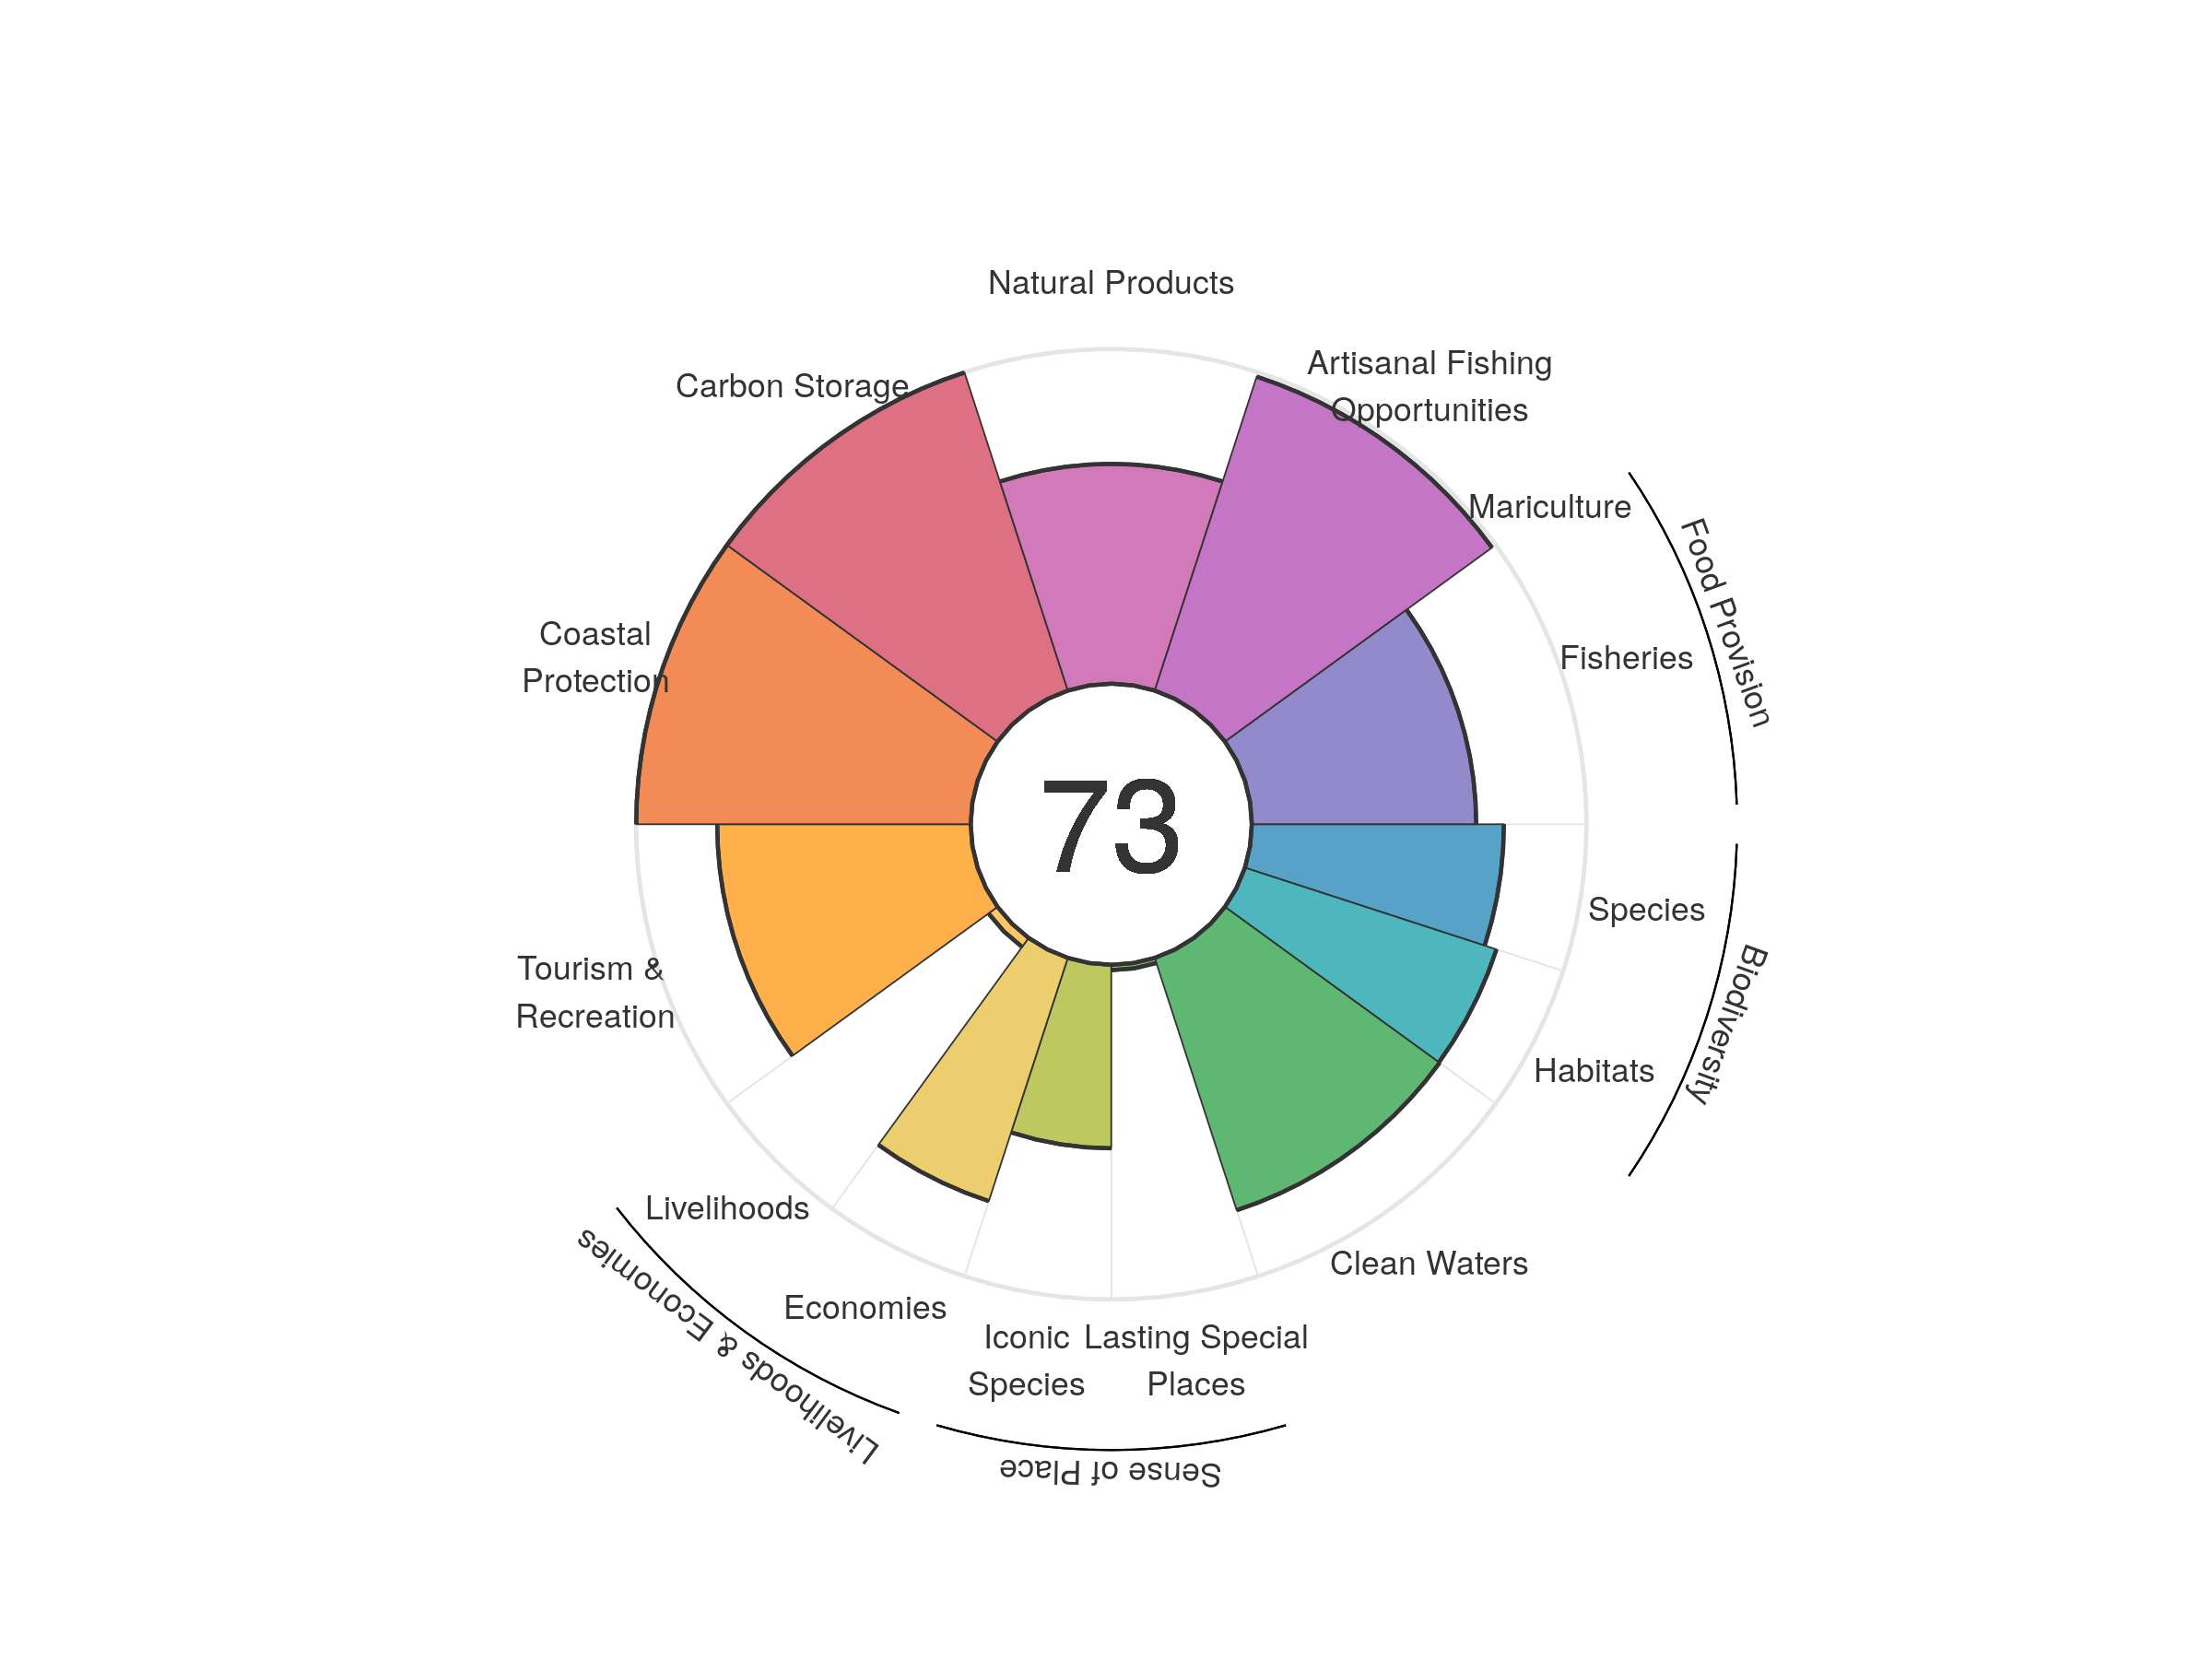 Natural Products
Artisanal Fishing
Opportunities
Carbon Storage
Mariculture
Food Provision
Fisheries
Coastal
Protection
73
Species
Biodiversity
Tourism &
Recreation
Habitats
Livelihoods
Clean Waters
Economies
Livelihoods & Economies
Iconic
Species
Lasting Special
Places
Sense of Place